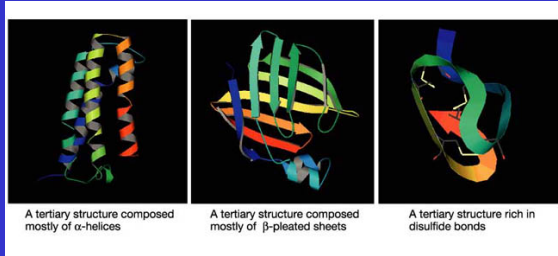 A tertiary structure composed
mostly of α-helices
A tertiary structure composed
mostly of β-pleated sheets
A tertiary structure rich in
disulfide bonds